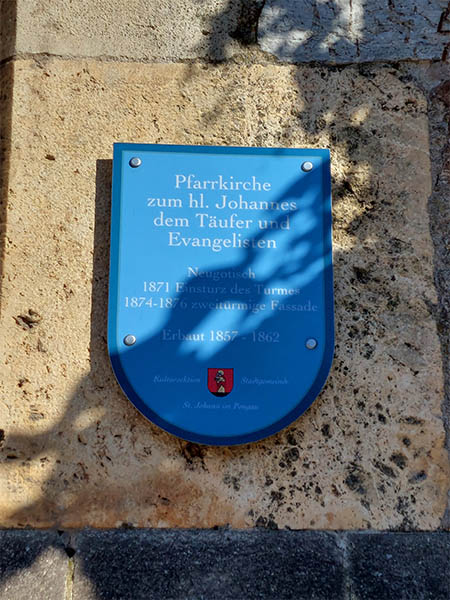 Pfarrkirche
zum hl. Johannes
dem Täufer und
Evangelisten
Neugotisch
1871 Einsturz des Turmes
1874-1876 zweitürmige Fassade
Erbaut 1857 - 1862
Kultursektion Stadtgemeinde
St. Johann im Pongau